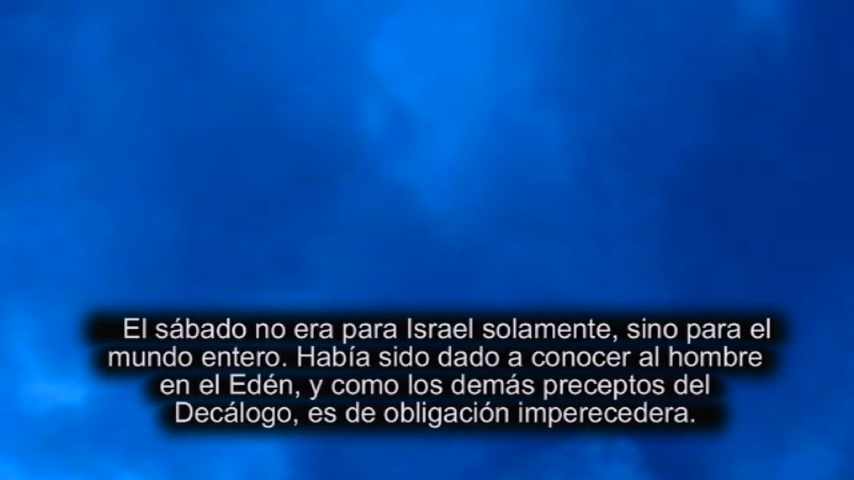 El sábado no era para Israel solamente, sino para el
mundo entero. Había sido dado a conocer al hombre
en el Edén, y como los demás preceptos del
Decálogo, es de obligación imperecedera.